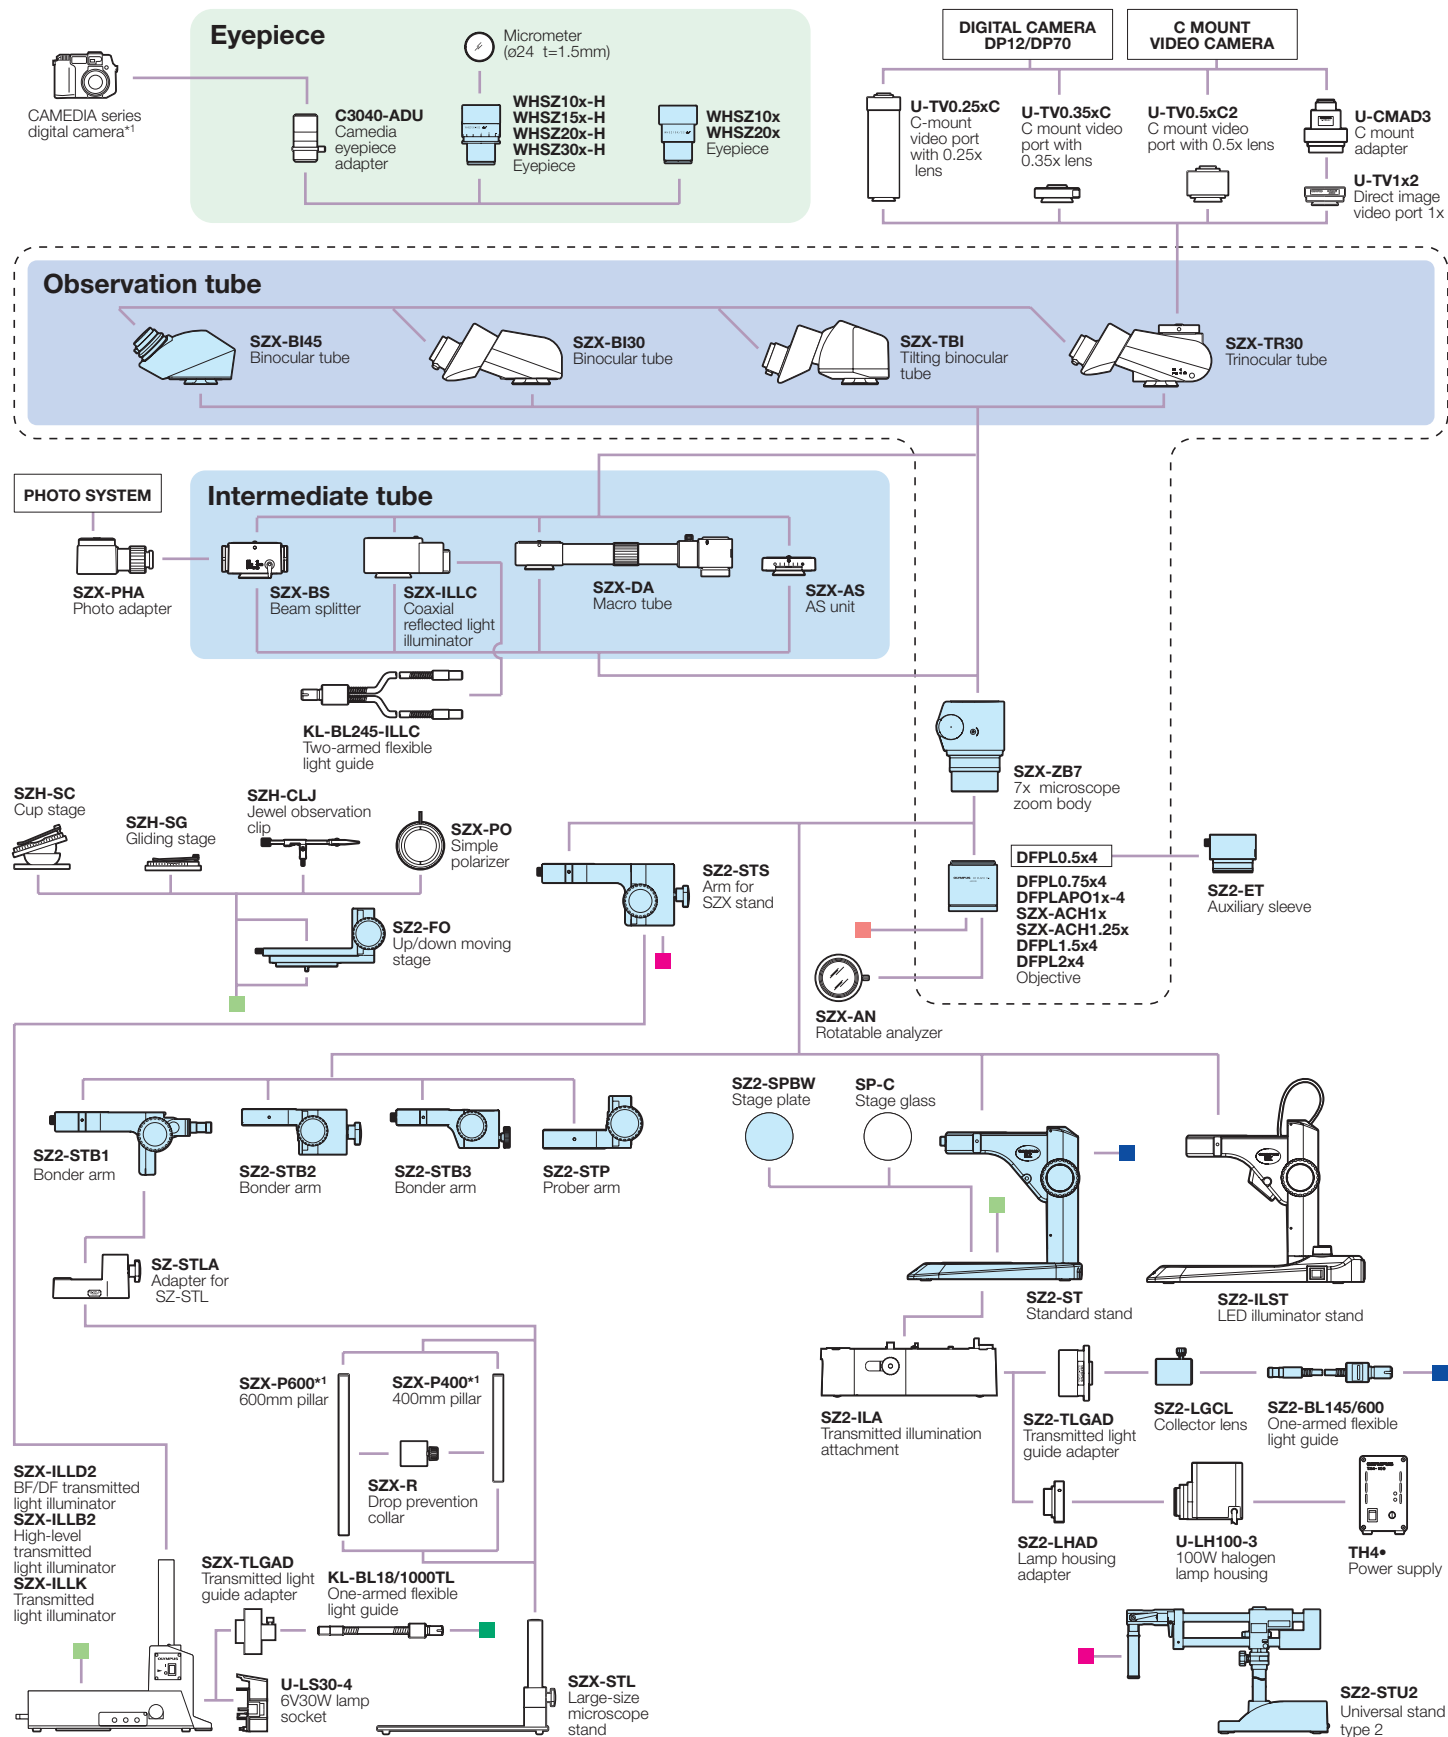 Eyepiece
Micrometer
(ø24  t=1.5mm)
CAMEDIA series
digital camera*1
C3040-ADU
Camedia
eyepiece
adapter
WHSZ10x-H
WHSZ15x-H
WHSZ20x-H
WHSZ30x-H
Eyepiece
WHSZ10x
WHSZ20x
Eyepiece
DIGITAL CAMERA
DP12/DP70
C MOUNT
VIDEO CAMERA
U-TV0.25xC
C-mount
video port
with 0.25x
lens
U-TV0.35xC
C mount video
port with
0.35x lens
U-TV0.5xC2
C mount video
port with 0.5x lens
U-CMAD3
C mount
adapter
U-TV1x2
Direct image
video port 1x
Observation tube
SZX-BI45
Binocular tube
SZX-BI30
Binocular tube
SZX-TBI
Tilting binocular
tube
SZX-TR30
Trinocular tube
PHOTO SYSTEM
Intermediate tube
SZX-PHA
Photo adapter
SZX-BS
Beam splitter
SZX-ILLC
Coaxial
reflected light
illuminator
SZX-DA
Macro tube
SZX-AS
AS unit
KL-BL245-ILLC
Two-armed flexible
light guide
SZX-ZB7
7x  microscope
zoom body
SZH-SC
Cup stage
SZH-SG
Gliding stage
SZH-CLJ
Jewel observation
clip
SZX-PO
Simple
polarizer
SZ2-STS
Arm for
SZX stand
SZ2-FO
Up/down moving
stage
DFPL0.5x4
DFPL0.75x4
DFPLAPO1x-4
SZX-ACH1x
SZX-ACH1.25x
DFPL1.5x4
DFPL2x4
Objective
SZ2-ET
Auxiliary sleeve
SZX-AN
Rotatable analyzer
SZ2-STB1
Bonder arm
SZ2-STB2
Bonder arm
SZ2-STB3
Bonder arm
SZ2-STP
Prober arm
SZ2-SPBW
Stage plate
SP-C
Stage glass
SZ-STLA
Adapter for
SZ-STL
SZ2-ST
Standard stand
SZ2-ILST
LED illuminator stand
SZX-P600*1
600mm pillar
SZX-P400*1
400mm pillar
SZX-R
Drop prevention
collar
SZ2-ILA
Transmitted illumination
attachment
SZ2-TLGAD
Transmitted light
guide adapter
SZ2-LGCL
Collector lens
SZ2-BL145/600
One-armed flexible
light guide
SZX-ILLD2
BF/DF transmitted
light illuminator
SZX-ILLB2
High-level
transmitted
light illuminator
SZX-ILLK
Transmitted
light illuminator
SZX-TLGAD
Transmitted light
guide adapter
KL-BL18/1000TL
One-armed flexible
light guide
SZ2-LHAD
Lamp housing
adapter
U-LH100-3
100W halogen
lamp housing
TH4•
Power supply
U-LS30-4
6V30W lamp
socket
SZX-STL
Large-size
microscope
stand
SZ2-STU2
Universal stand
type 2